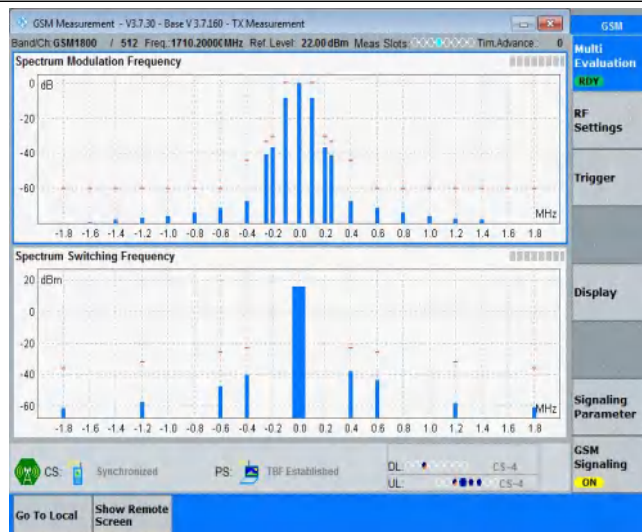 GSM Measurement - V3.7.30 - Base V 3.7.160 - TX Measurement
GSM
Band/Ch: GSM1800 / 512 Freq.: 1710.2000 MHz Ref. Level: 22.00 dBm Meas Slots: Tim.Advance: 0
Multi
Evaluation
RDY
Spectrum Modulation Frequency
0 dB
-20
-40
-60
MHz
-1.8 -1.6 -1.4 -1.2 -1.0 -0.8 -0.6 -0.4 -0.2 0.0 0.2 0.4 0.6 0.8 1.0 1.2 1.4 1.6 1.8
RF
Settings
Trigger
Spectrum Switching Frequency
20 dBm
0
-20
-40
-60
MHz
-1.8 -1.6 -1.4 -1.2 -1.0 -0.8 -0.6 -0.4 -0.2 0.0 0.2 0.4 0.6 0.8 1.0 1.2 1.4 1.6 1.8
Display
Signaling
Parameter
CS: Synchronized PS: TBF Established DL: CS-4
UL: CS-4
GSM
Signaling
ON
Go To Local
Show Remote
Screen